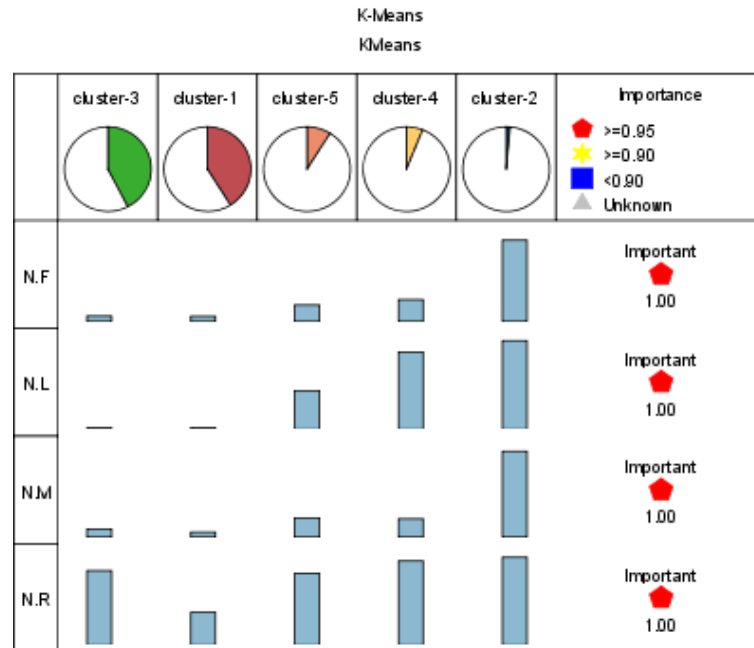 K-Means
KMeans
cluster-3 cluster-1 cluster-5 cluster-4 cluster-2 Importance
>=0.95
>=0.90
<0.90
Unknown
N.F
Important
1.00
N.L
Important
1.00
N.M
Important
1.00
N.R
Important
1.00